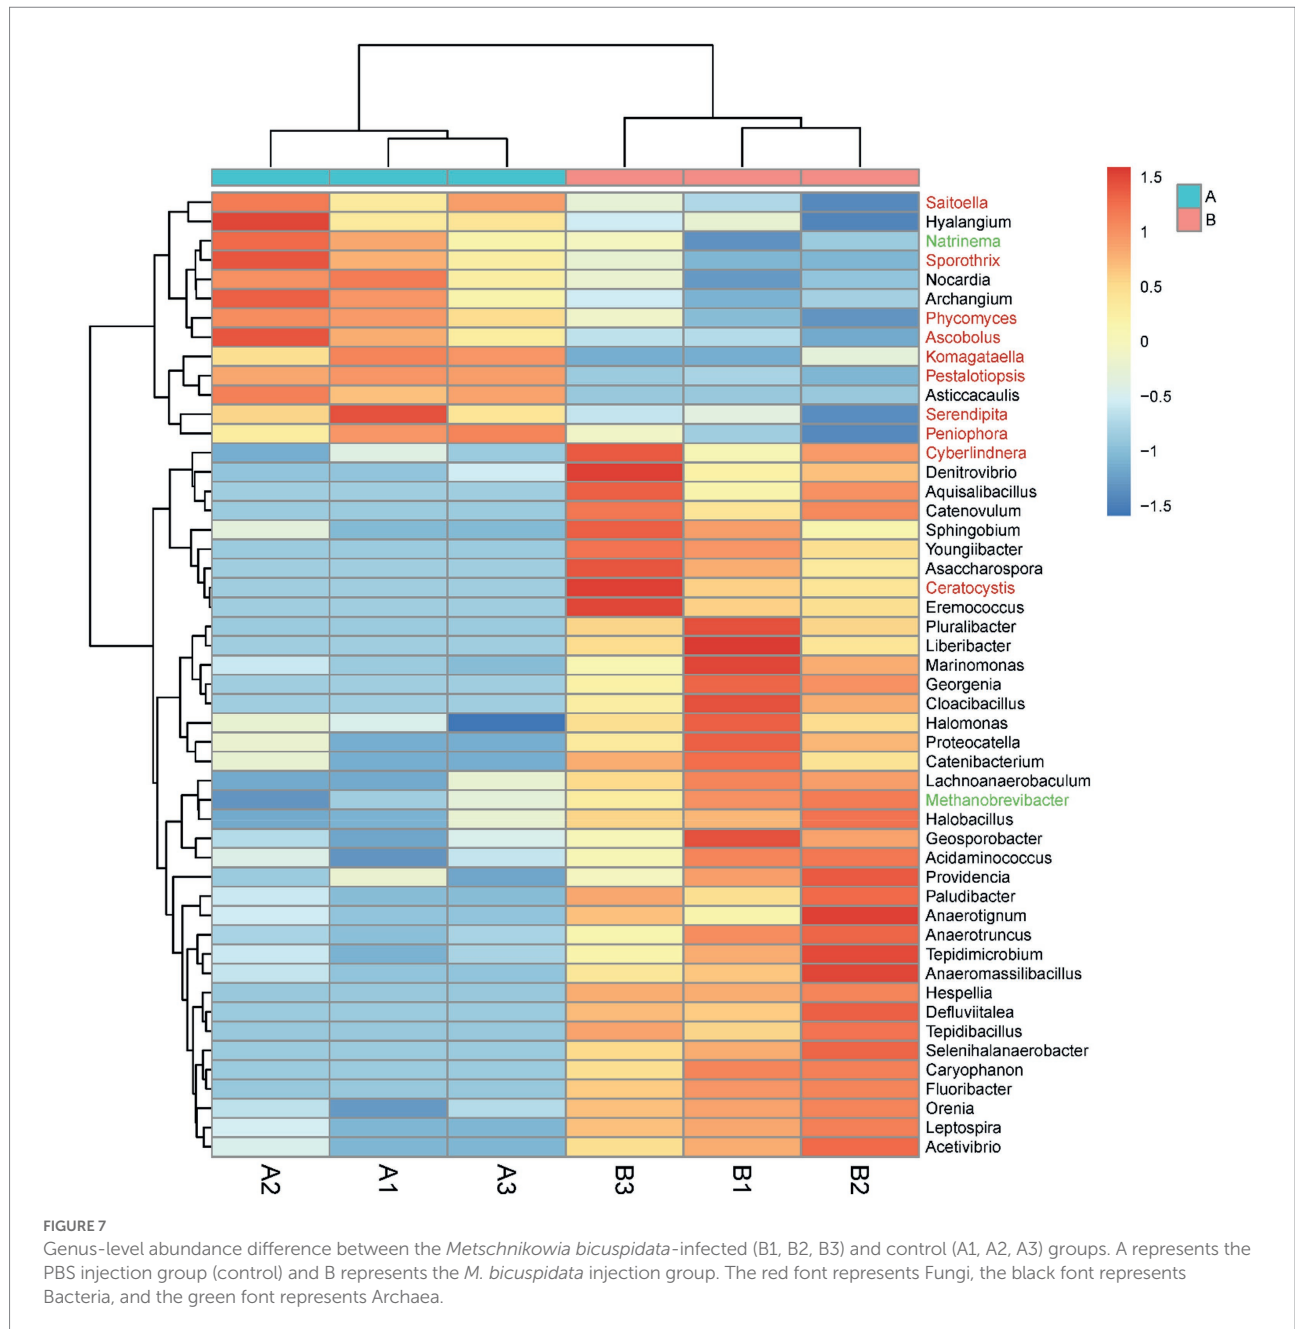 1.5
1
0.5
0
−0.5
−1
−1.5
A
B
Saitoella
Hyalangium
Natrinema
Sporothrix
Nocardia
Archangium
Phycomyces
Ascobolus
Komagataella
Pestalotiopsis
Asticcacaulis
Serendipita
Peniophora
Cyberlindnera
Denitrovibrio
Aquisalibacillus
Catenovulum
Sphingobium
Youngiibacter
Asaccharospora
Ceratocystis
Eremococcus
Pluralibacter
Liberibacter
Marinomonas
Georgenia
Cloacibacillus
Halomonas
Proteocatella
Catenibacterium
Lachnoanaerobaculum
Methanobrevibacter
Halobacillus
Geosporobacter
Acidaminococcus
Providencia
Paludibacter
Anaerotignum
Anaerotruncus
Tepidimicrobium
Anaeromassilibacillus
Hespellia
Defluviitalea
Tepidibacillus
Selenihalanaerobacter
Caryophanon
Fluoribacter
Orenia
Leptospira
Acetivibrio
A2 A1 A3 B3 B1 B2
FIGURE 7
Genus-level abundance difference between the Metschnikowia bicuspidata-infected (B1, B2, B3) and control (A1, A2, A3) groups. A represents the
PBS injection group (control) and B represents the M. bicuspidata injection group. The red font represents Fungi, the black font represents
Bacteria, and the green font represents Archaea.